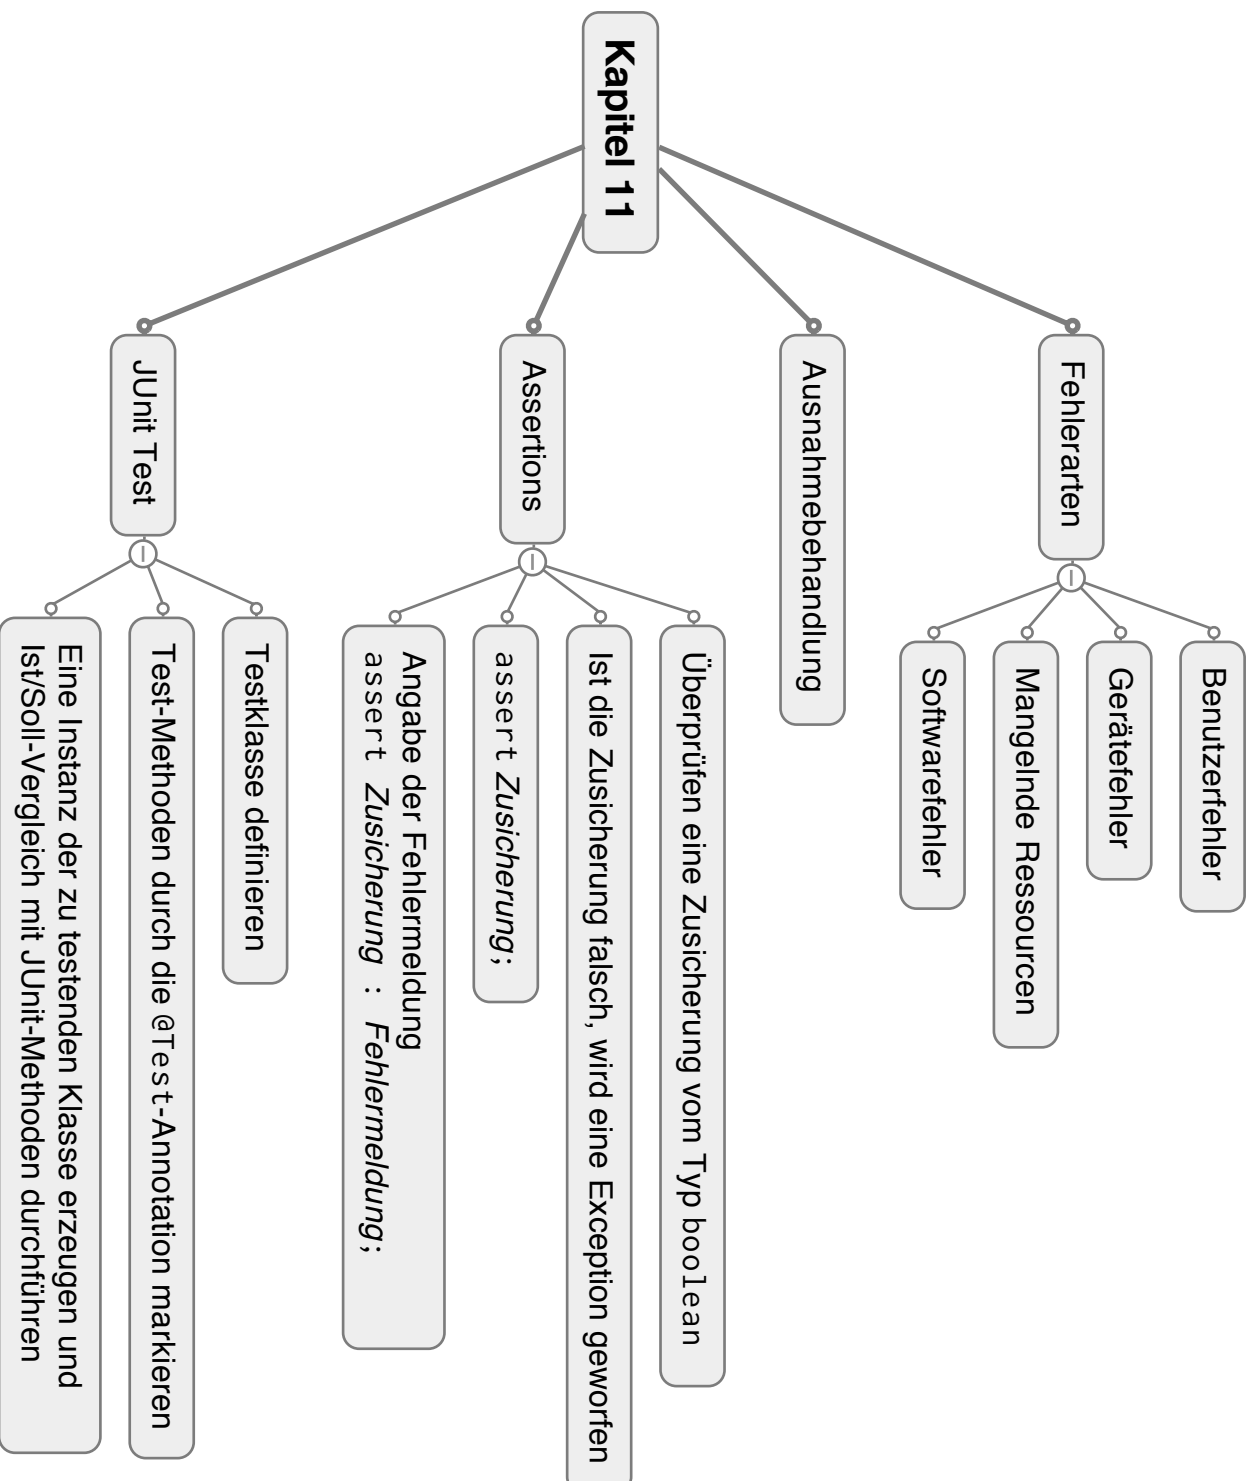 Kapitel 11
Fehlerarten
Benutzerfehler
Gerätefehler
Mangelnde Ressourcen
Softwarefehler
Ausnahmebehandlung
Assertions
Überprüfen eine Zusicherung vom Typ boolean
Ist die Zusicherung falsch, wird eine Exception geworfen
assert Zusicherung;
Angabe der Fehlermeldung
assert Zusicherung : Fehlermeldung;
JUnit Test
Testklasse definieren
Test-Methoden durch die @Test-Annotation markieren
Eine Instanz der zu testenden Klasse erzeugen und
Ist/Soll-Vergleich mit JUnit-Methoden durchführen